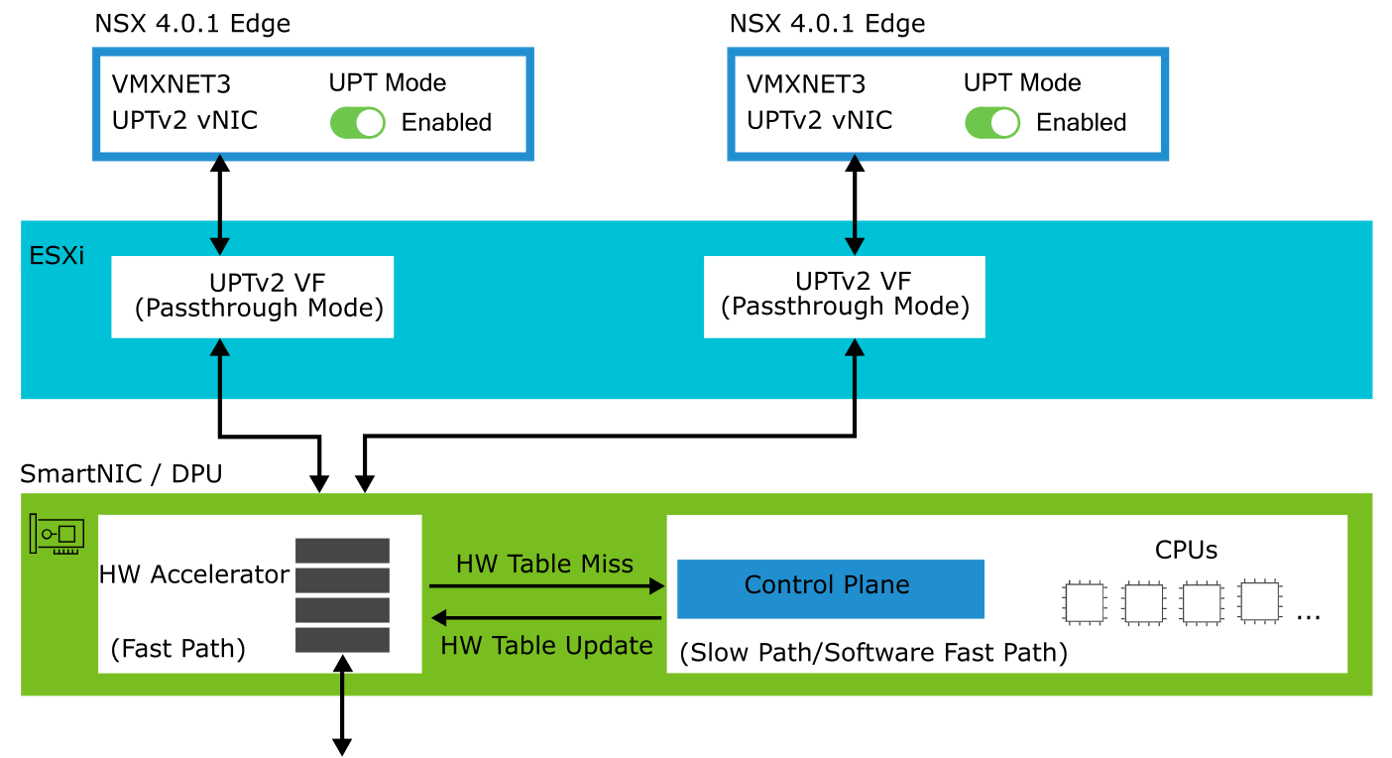 NSX 4.0.1 Edge
VMXNET3
UPTv2 vNIC
UPT Mode
Enabled
NSX 4.0.1 Edge
VMXNET3
UPTv2 vNIC
UPT Mode
Enabled
ESXi
UPTv2 VF
(Passthrough Mode)
UPTv2 VF
(Passthrough Mode)
SmartNIC / DPU
HW Accelerator
(Fast Path)
HW Table Miss
HW Table Update
Control Plane
CPUs
...
(Slow Path/Software Fast Path)